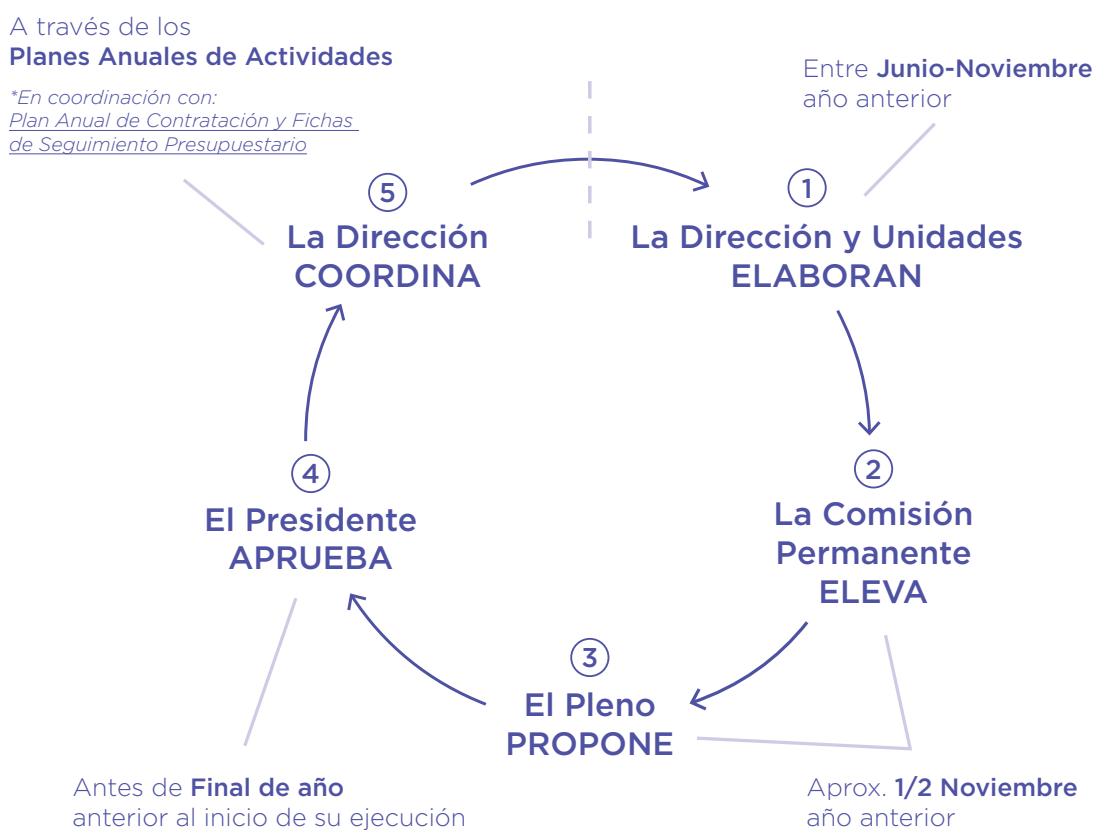 A través de los
Planes Anuales de Actividades
*En coordinación con:
Plan Anual de Contratación y Fichas
de Seguimiento Presupuestario
Entre Junio-Noviembre
año anterior
5
La Dirección
COORDINA
1
La Dirección y Unidades
ELABORAN
4
El Presidente
APRUEBA
2
La Comisión
Permanente
ELEVA
3
El Pleno
PROPONE
Antes de Final de año
anterior al inicio de su ejecución
Aprox. 1/2 Noviembre
año anterior